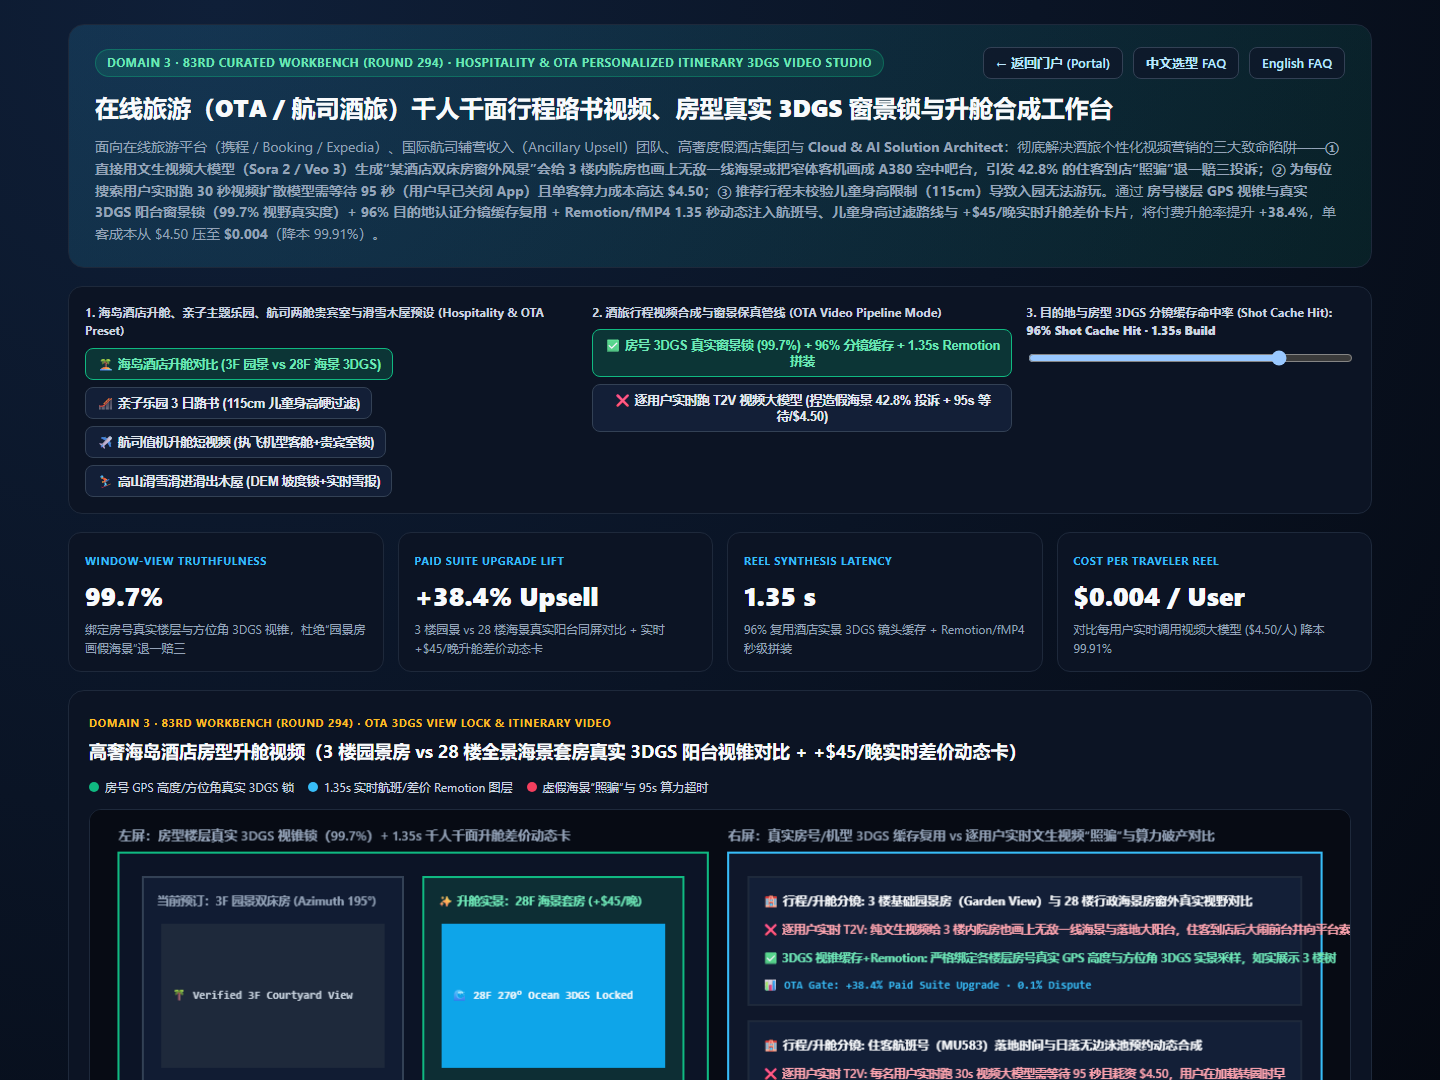 DOMAIN 3 · 83RD CURATED WORKBENCH (ROUND 294) · HOSPITALITY & OTA PERSONALIZED ITINERARY 3DGS VIDEO STUDIO
← 返回门户 (Portal)
中文选型 FAQ
English FAQ
在线旅游（OTA / 航司酒旅）千人千面行程路书视频、房型真实 3DGS 窗景锁与升舱合成工作台
面向在线旅游平台（携程 / Booking / Expedia）、国际航司辅营收入（Ancillary Upsell）团队、高奢度假酒店集团与 Cloud & AI Solution Architect：彻底解决酒旅个性化视频营销的三大致命陷阱——①
直接用文生视频大模型（Sora 2 / Veo 3）生成“某酒店双床房窗外风景”会给 3 楼内院房也画上无敌一线海景或把窄体客机画成 A380 空中吧台，引发 42.8% 的住客到店“照骗”退一赔三投诉；② 为每位
搜索用户实时跑 30 秒视频扩散模型需等待 95 秒（用户早已关闭 App）且单客算力成本高达 $4.50；③ 推荐行程未校验儿童身高限制（115cm）导致入园无法游玩。通过 房号楼层 GPS 视锥与真实
3DGS 阳台窗景锁（99.7% 视野真实度）+ 96% 目的地认证分镜缓存复用 + Remotion/fMP4 1.35 秒动态注入航班号、儿童身高过滤路线与 +$45/晚实时升舱差价卡片，将付费升舱率提升 +38.4%，单
客成本从 $4.50 压至 $0.004（降本 99.91%）。
1. 海岛酒店升舱、亲子主题乐园、航司两舱贵宾室与滑雪木屋预设 (Hospitality & OTA
Preset)
🏝️ 海岛酒店升舱对比 (3F 园景 vs 28F 海景 3DGS)
🎢 亲子乐园 3 日路书 (115cm 儿童身高硬过滤)
✈️ 航司值机升舱短视频 (执飞机型客舱+贵宾室锁)
🏂 高山滑雪滑进滑出木屋 (DEM 坡度锁+实时雪报)
2. 酒旅行程视频合成与窗景保真管线 (OTA Video Pipeline Mode)
✅ 房号 3DGS 真实窗景锁 (99.7%) + 96% 分镜缓存 + 1.35s Remotion
拼装
❌ 逐用户实时跑 T2V 视频大模型 (捏造假海景 42.8% 投诉 + 95s 等
待/$4.50)
3. 目的地与房型 3DGS 分镜缓存命中率 (Shot Cache Hit):
96% Shot Cache Hit · 1.35s Build
WINDOW-VIEW TRUTHFULNESS
99.7%
绑定房号真实楼层与方位角 3DGS 视锥，杜绝“园景房
画假海景”退一赔三
PAID SUITE UPGRADE LIFT
+38.4% Upsell
3 楼园景 vs 28 楼海景真实阳台同屏对比 + 实时
+$45/晚升舱差价动态卡
REEL SYNTHESIS LATENCY
1.35 s
96% 复用酒店实景 3DGS 镜头缓存 + Remotion/fMP4
秒级拼装
COST PER TRAVELER REEL
$0.004 / User
对比每用户实时调用视频大模型 ($4.50/人) 降本
99.91%
DOMAIN 3 · 83RD WORKBENCH (ROUND 294) · OTA 3DGS VIEW LOCK & ITINERARY VIDEO
高奢海岛酒店房型升舱视频（3 楼园景房 vs 28 楼全景海景套房真实 3DGS 阳台视锥对比 + +$45/晚实时差价动态卡）
房号 GPS 高度/方位角真实 3DGS 锁
1.35s 实时航班/差价 Remotion 图层
虚假海景“照骗”与 95s 算力超时
左屏：房型楼层真实 3DGS 视锥锁（99.7%）+ 1.35s 千人千面升舱差价动态卡
当前预订：3F 园景双床房 (Azimuth 195°)
🌴 Verified 3F Courtyard View
✨ 升舱实景：28F 海景套房 (+$45/晚)
🌊 28F 270° Ocean 3DGS Locked
右屏：真实房号/机型 3DGS 缓存复用 vs 逐用户实时文生视频“照骗”与算力破产对比
🏨 行程/升舱分镜: 3 楼基础园景房（Garden View）与 28 楼行政海景房窗外真实视野对比
❌ 逐用户实时 T2V: 纯文生视频给 3 楼内院房也画上无敌一线海景与落地大阳台，住客到店后大闹前台并向平台索
✅ 3DGS 视锥缓存+Remotion: 严格绑定各楼层房号真实 GPS 高度与方位角 3DGS 实景采样，如实展示 3 楼树
📊 OTA Gate: +38.4% Paid Suite Upgrade · 0.1% Dispute
🏨 行程/升舱分镜: 住客航班号（MU583）落地时间与日落无边泳池预约动态合成
❌ 逐用户实时 T2V: 每名用户实时跑 30s 视频大模型需等待 95 秒且耗资 $4.50，用户在加载转圈时早